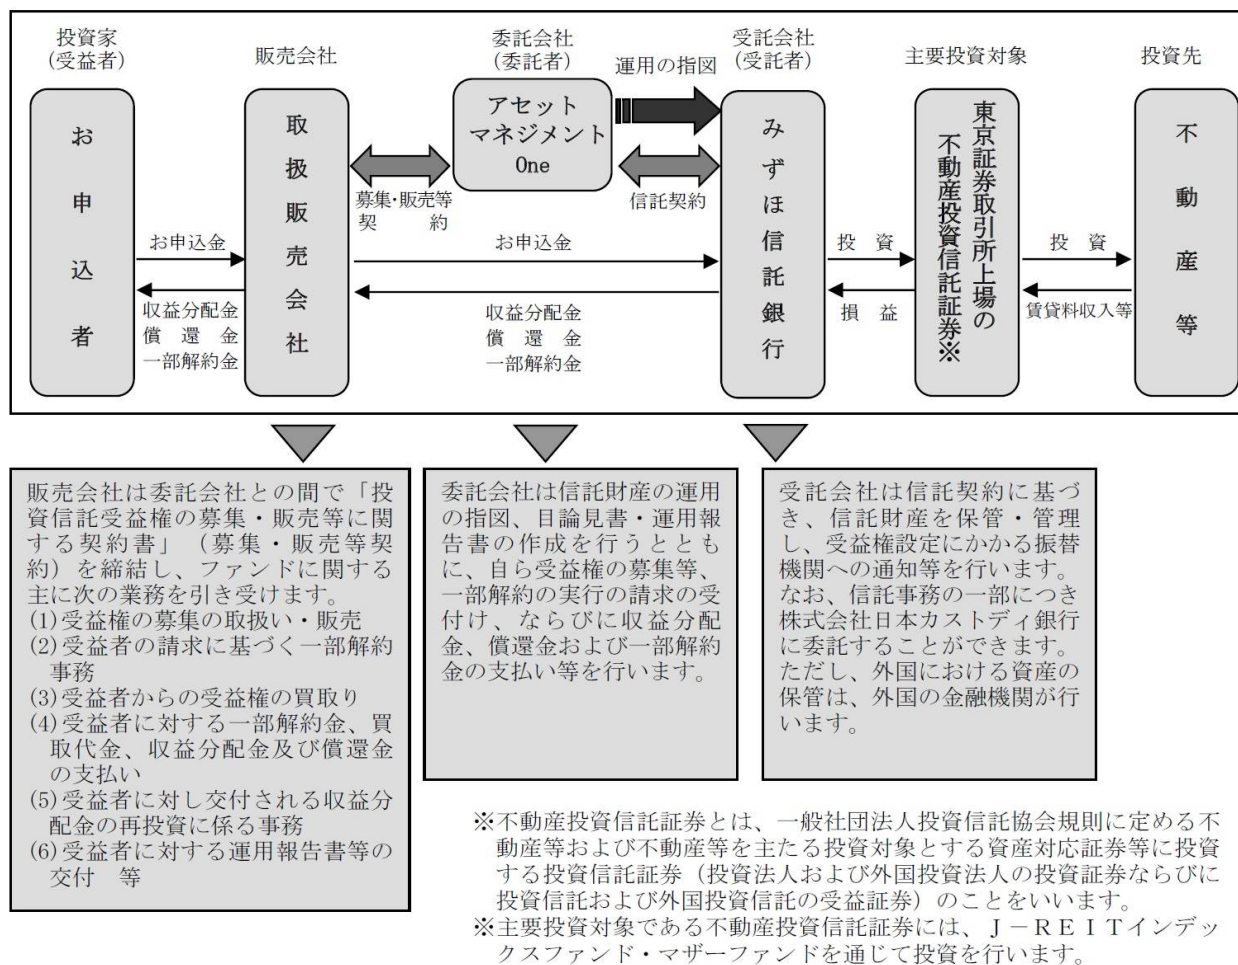 投資家
(受益者)
販売会社
委託会社
(委託者)
運用の指図
受託会社
(受託者)
主要投資対象
投資先
お申込者
取扱販売会社
アセット
マネジメント
One
みずほ信託銀行
東京証券取引所上場の
不動産投資信託証券※
不動産等
募集・販売等
契約
信託契約
お申込金
収益分配金
償還金
一部解約金
お申込金
収益分配金
償還金
一部解約金
投資
損益
投資
賃貸料収入等
販売会社は委託会社との間で「投
資信託受益権の募集・販売等に関
する契約書」（募集・販売等契
約）を締結し、ファンドに関する
主に次の業務を引き受けます。
(1)受益権の募集の取扱い・販売
(2)受益者の請求に基づく一部解約
事務
(3)受益者からの受益権の買取り
(4)受益者に対する一部解約金、買
取代金、収益分配金及び償還金
の支払い
(5)受益者に対し交付される収益分
配金の再投資に係る事務
(6)受益者に対する運用報告書等の
交付　等
委託会社は信託財産の運用
の指図、目論見書・運用報
告書の作成を行うととも
に、自ら受益権の募集等、
一部解約の実行の請求の受
付け、ならびに収益分配
金、償還金および一部解約
金の支払い等を行います。
受託会社は信託契約に基づ
き、信託財産を保管・管理
し、受益権設定にかかる振替
機関への通知等を行います。
なお、信託事務の一部につき
株式会社日本カストディ銀行
に委託することができます。
ただし、外国における資産の
保管は、外国の金融機関が行
います。
※不動産投資信託証券とは、一般社団法人投資信託協会規則に定める不
動産等および不動産等を主たる投資対象とする資産対応証券等に投資
する投資信託証券（投資法人および外国投資法人の投資証券ならびに
投資信託および外国投資信託の受益証券）のことをいいます。
※主要投資対象である不動産投資信託証券には、Ｊ－ＲＥＩＴインデッ
クスファンド・マザーファンドを通じて投資を行います。